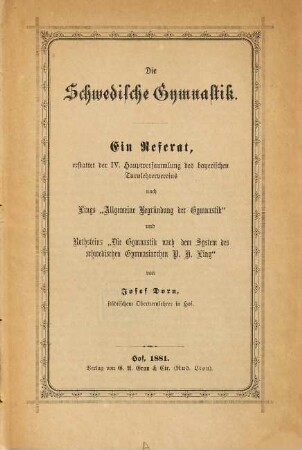 Die
Schwedische Gymnastik.
Ein Referat,
erstattet der IV. Hauptversammlung des bayerischen
Turnlehrervereins
nach
Lings „Allgemeine Begründung der Gymnastik“
und
Rothsteins „Die Gymnastik nach dem System des
schwedischen Gymnasiarchen P. H. Ling“
von
Josef Dorn,
städtischem Oberturnlehrer in Hof.
Hof, 1881.
Verlag von G. A. Grau & Cie. (Rud. Lion).